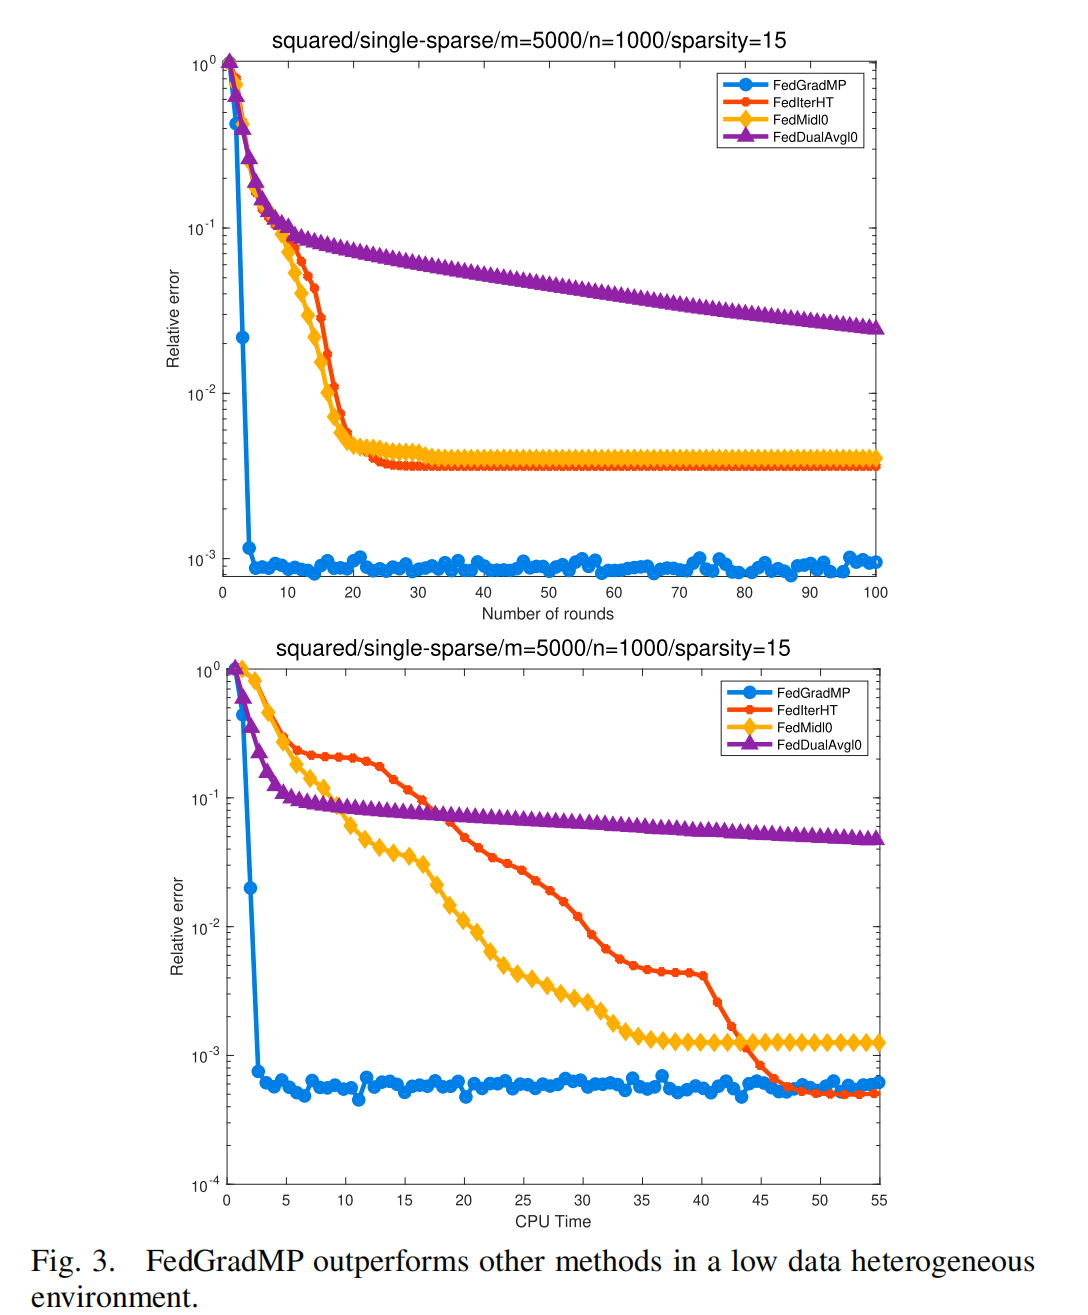 squared/single-sparse/m=5000/n=1000/sparsity=15
10^0
FedGradMP
FedIterHT
FedMidl0
FedDualAvgl0
10^-1
Relative error
10^-2
10^-3
0 10 20 30 40 50 60 70 80 90 100
Number of rounds
squared/single-sparse/m=5000/n=1000/sparsity=15
10^0
FedGradMP
FedIterHT
FedMidl0
FedDualAvgl0
10^-1
Relative error
10^-2
10^-3
10^-4
0 5 10 15 20 25 30 35 40 45 50 55
CPU Time
Fig. 3. FedGradMP outperforms other methods in a low data heterogeneous
environment.